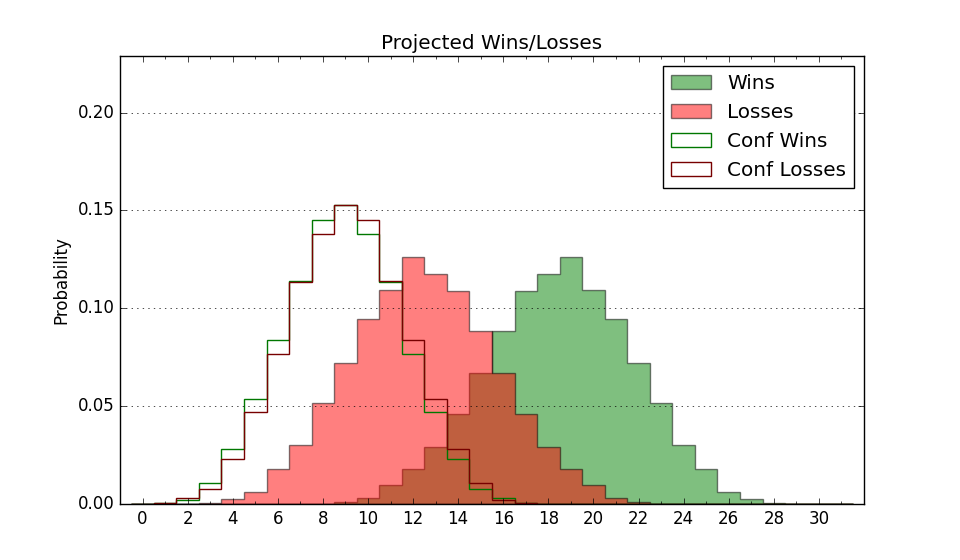 Projected Wins/Losses
Wins
Losses
Conf Wins
Conf Losses
Probability
0.20
0.15
0.10
0.05
0.00
0 2 4 6 8 10 12 14 16 18 20 22 24 26 28 30